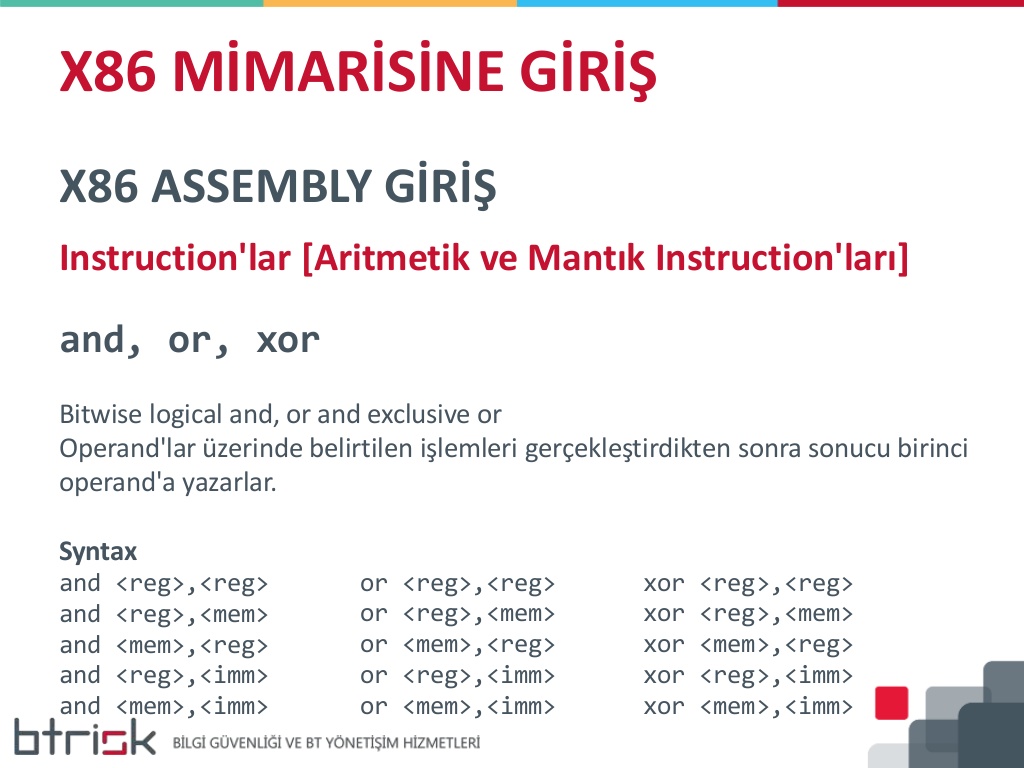 X86 MİMARİSİNE GİRİŞ
X86 ASSEMBLY GİRİŞ
Instruction'lar [Aritmetik ve Mantık Instruction'ları]
and, or, xor
Bitwise logical and, or and exclusive or
Operand'lar üzerinde belirtilen işlemleri gerçekleştirdikten sonra sonucu birinci
operand'a yazarlar.
Syntax
and <reg>,<reg> or <reg>,<reg> xor <reg>,<reg>
and <reg>,<mem> or <reg>,<mem> xor <reg>,<mem>
and <mem>,<reg> or <mem>,<reg> xor <mem>,<reg>
and <reg>,<imm> or <reg>,<imm> xor <reg>,<imm>
and <mem>,<imm> or <mem>,<imm> xor <mem>,<imm>
btrisk BİLGİ GÜVENLİĞİ VE BT YÖNETİŞİM HİZMETLERİ